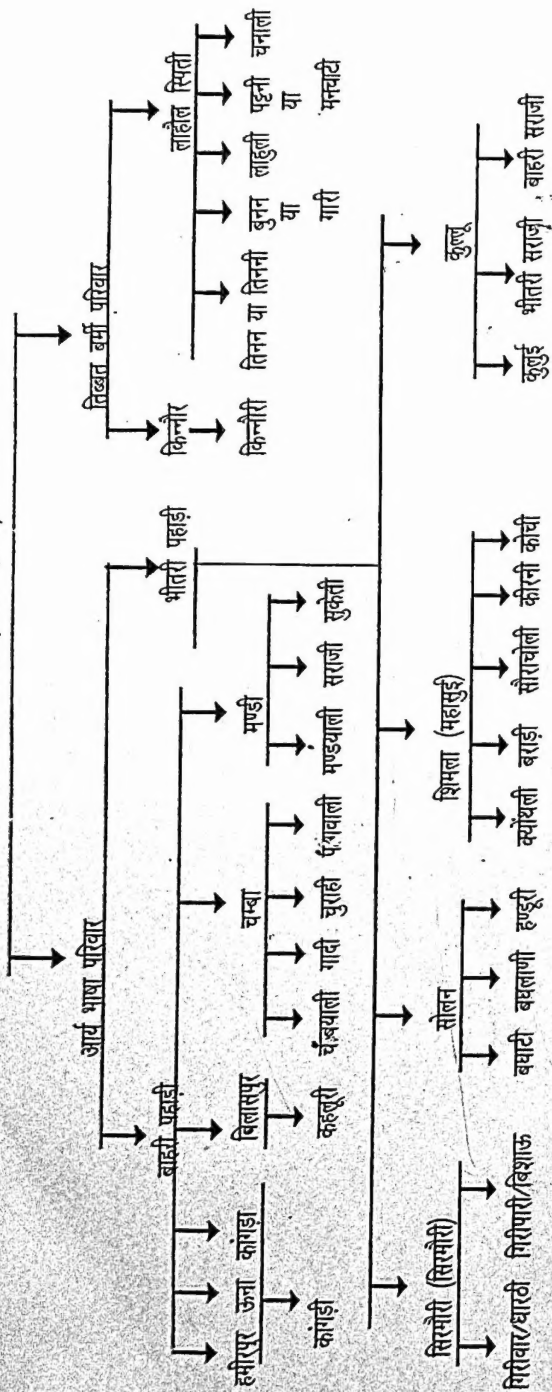 आर्य भाषा परिवार
तिब्बत बर्मी परिवार
बाहरी पहाड़ी
भीतरी पहाड़ी
किन्नौर
लाहौल स्पिती
हमीरपुर ऊना कांगड़ा
बिलासपुर
चम्बा
मण्डी
किन्नौरी
तिनन या तिननी
बुनन या गारी
लाहुली
पट्टनी या मनचाटी
चनाली
कांगड़ी
कहलूरी
चंबयाली
गादी
चुराही
पंगवाली
मण्डयाली
सराजी
सुकेती
सिरमौरी (सिरमौरी)
सोलन
शिमला (महासुई)
कुल्लू
गिरीवार/धारठी
गिरीपारी/बिशाऊ
बघाटी
बघलाणी
हण्डूरी
क्योंथली
बराड़ी
सौराचोली
कीरनी
कोची
कुलुई
भीतरी सराजी
बाहरी सराजी